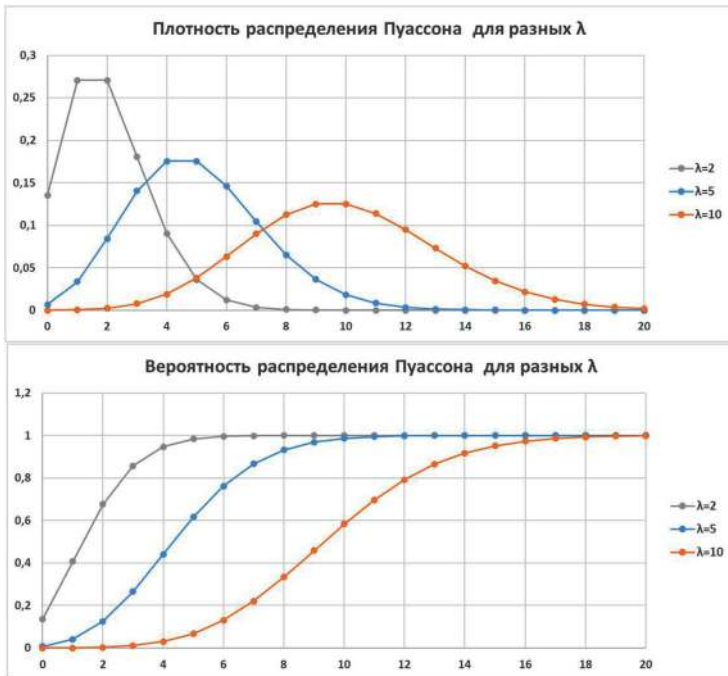 Плотность распределения Пуассона для разных λ
0,3
0,25
0,2
0,15
0,1
0,05
0
0 2 4 6 8 10 12 14 16 18 20
λ=2
λ=5
λ=10
Вероятность распределения Пуассона для разных λ
1,2
1
0,8
0,6
0,4
0,2
0
0 2 4 6 8 10 12 14 16 18 20
λ=2
λ=5
λ=10